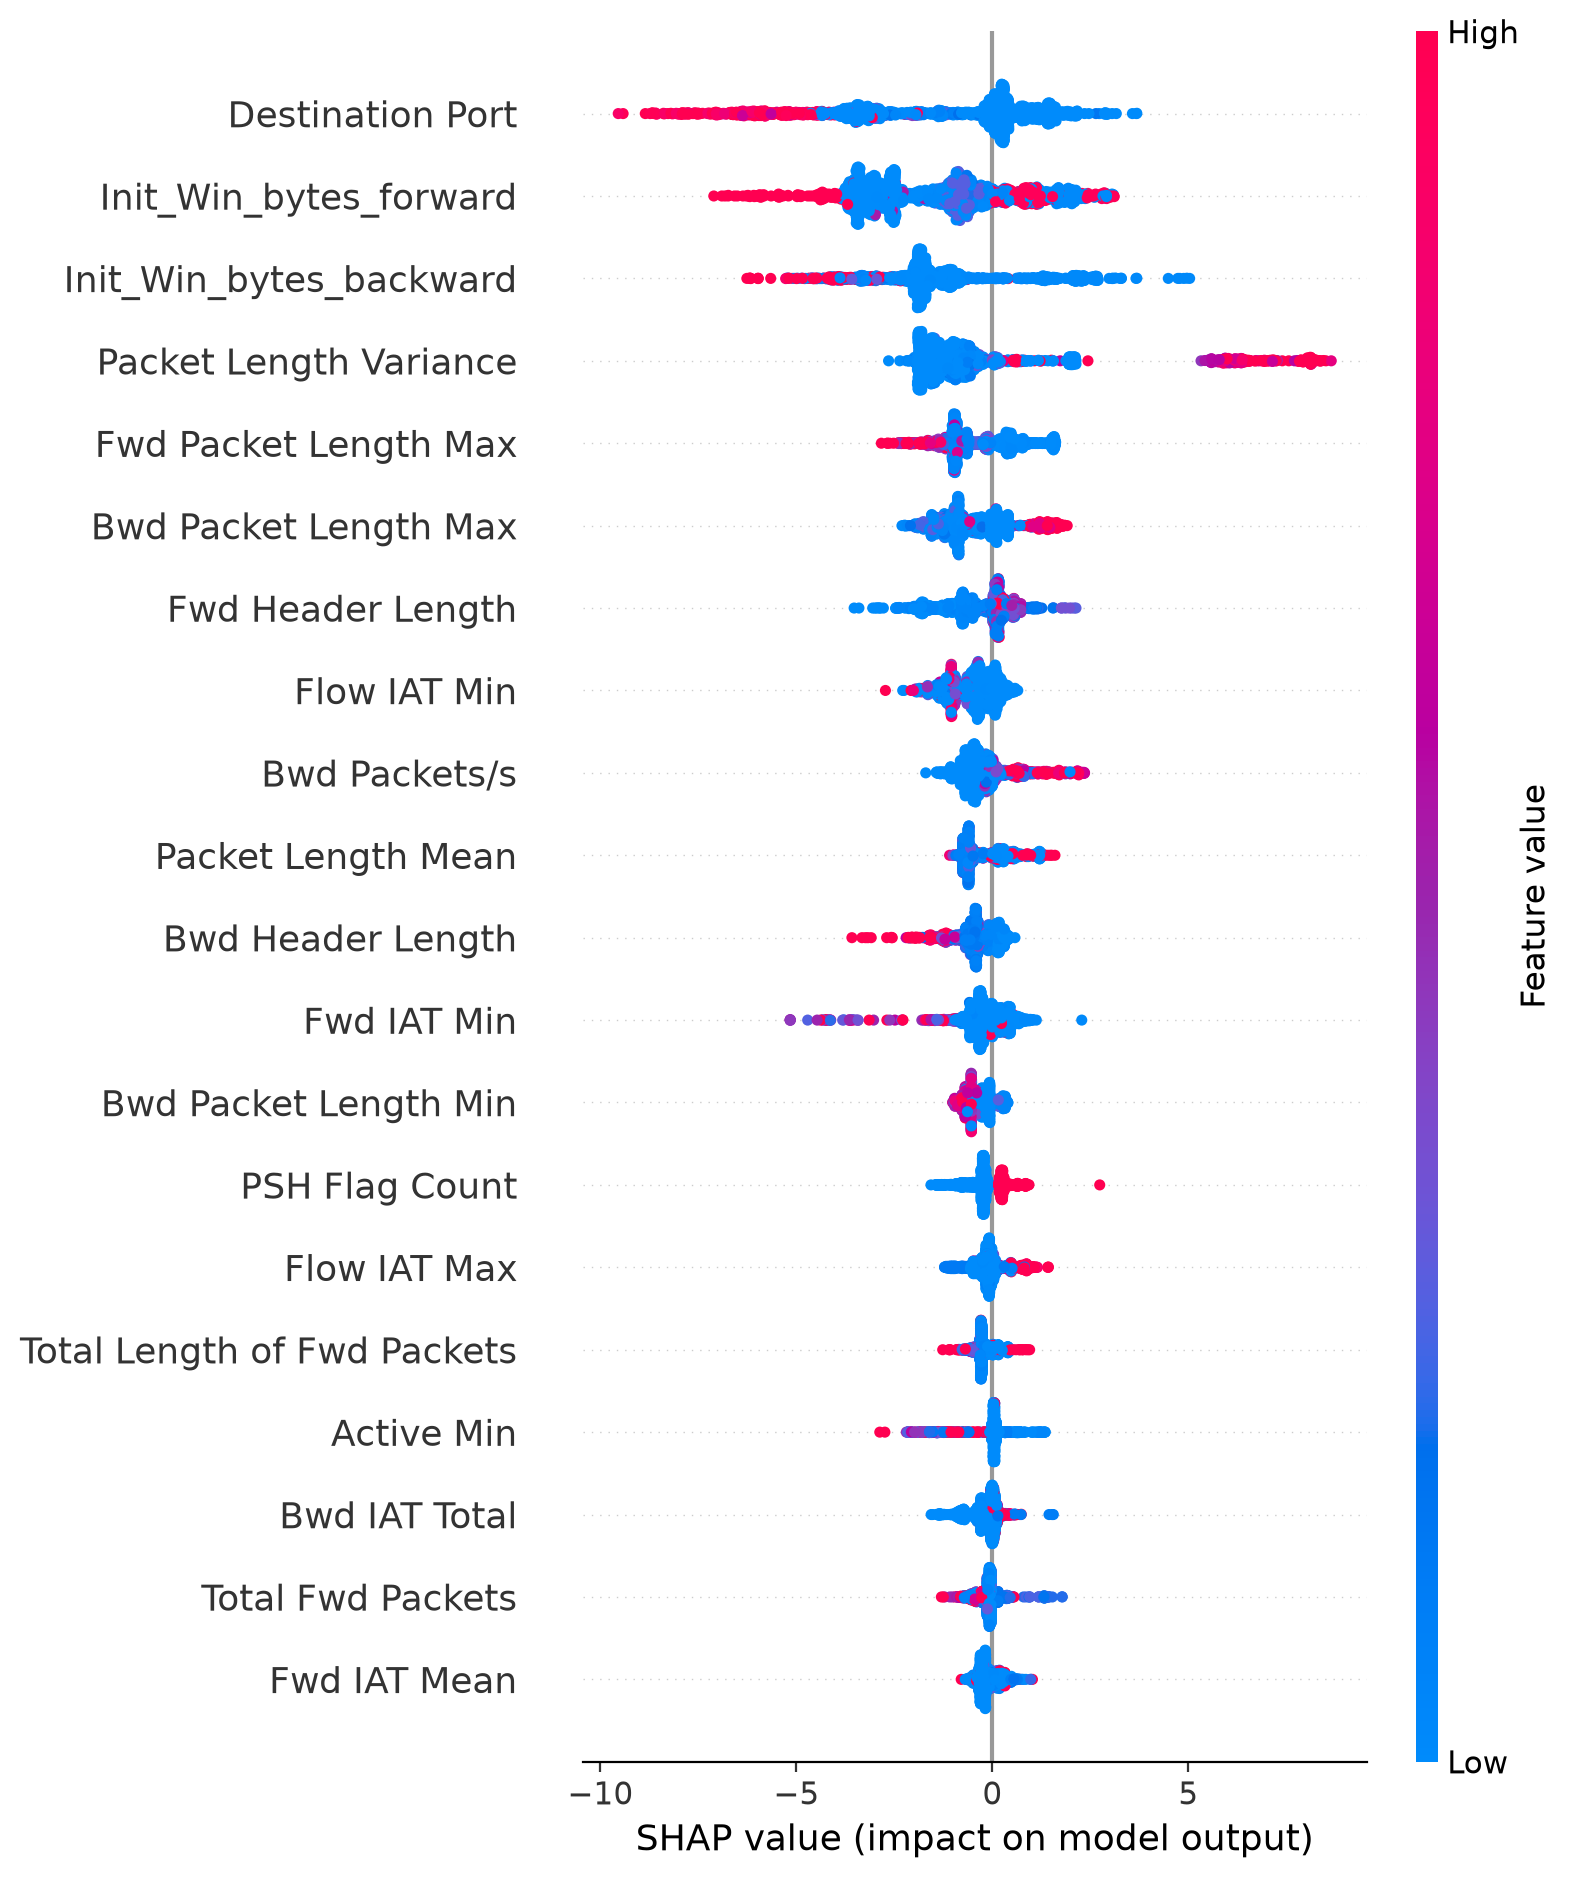 High
Destination Port
Init_Win_bytes_forward
Init_Win_bytes_backward
Packet Length Variance
Fwd Packet Length Max
Bwd Packet Length Max
Fwd Header Length
Flow IAT Min
Bwd Packets/s
Packet Length Mean
Bwd Header Length
Fwd IAT Min
Bwd Packet Length Min
PSH Flag Count
Flow IAT Max
Total Length of Fwd Packets
Active Min
Bwd IAT Total
Total Fwd Packets
Fwd IAT Mean
Feature value
Low
−10 −5 0 5
SHAP value (impact on model output)